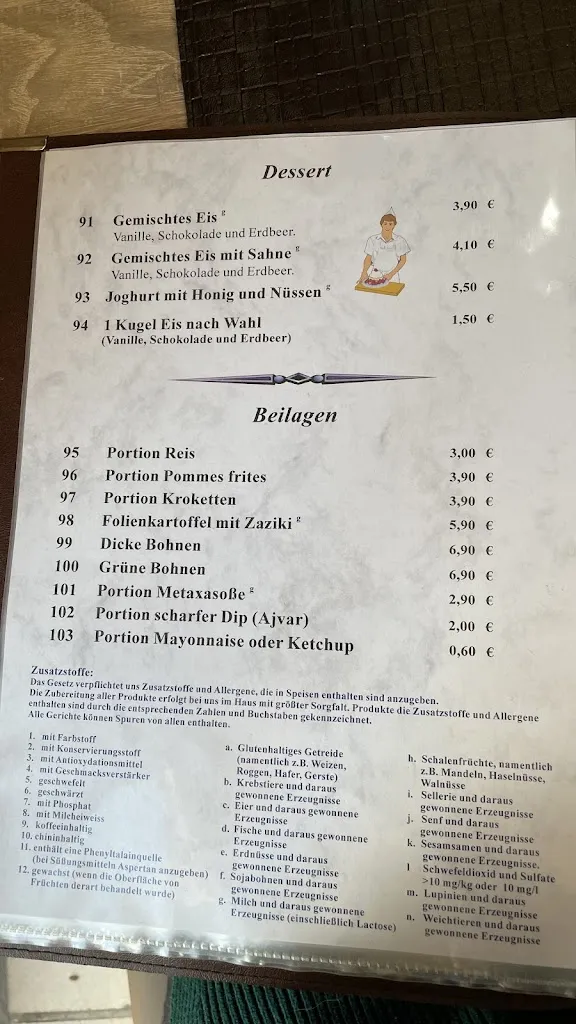 Dessert
91 Gemischtes Eis g 3,90 €
Vanille, Schokolade und Erdbeer.
92 Gemischtes Eis mit Sahne g 4,10 €
Vanille, Schokolade und Erdbeer.
93 Joghurt mit Honig und Nüssen g 5,50 €
94 1 Kugel Eis nach Wahl 1,50 €
(Vanille, Schokolade und Erdbeer)
Beilagen
95 Portion Reis 3,00 €
96 Portion Pommes frites 3,90 €
97 Portion Kroketten 3,90 €
98 Folienkartoffel mit Zaziki g 5,90 €
99 Dicke Bohnen 6,90 €
100 Grüne Bohnen 6,90 €
101 Portion Metaxasoße g 2,90 €
102 Portion scharfer Dip (Ajvar) 2,00 €
103 Portion Mayonnaise oder Ketchup 0,60 €
Zusatzstoffe:
Das Gesetz verpflichtet uns Zusatzstoffe und Allergene, die in Speisen enthalten sind anzugeben.
Die Zubereitung aller Produkte erfolgt bei uns im Haus mit größter Sorgfalt. Produkte die Zusatzstoffe und Allergene
enthalten sind durch die entsprechenden Zahlen und Buchstaben gekennzeichnet.
Alle Gerichte können Spuren von allen enthalten.
1. mit Farbstoff
2. mit Konservierungsstoff
3. mit Antioxydationsmittel
4. mit Geschmacksverstärker
5. geschwefelt
6. geschwärzt
7. mit Phosphat
8. mit Milcheiweiss
9. koffeeinhaltig
10. chininhaltig
11. enthält eine Phenyltalainquelle
(bei Süßungsmitteln Aspertan anzugeben)
12. gewachst (wenn die Oberfläche von
Früchten derart behandelt wurde)
a. Glutenhaltiges Getreide
(namentlich z.B. Weizen,
Roggen, Hafer, Gerste)
b. Krebstiere und daraus
gewonnene Erzeugnisse
c. Eier und daraus gewonnene
Erzeugnisse
d. Fische und daraus gewonnene
Erzeugnisse
e. Erdnüsse und daraus
gewonnene Erzeugnisse
f. Sojabohnen und daraus
gewonnene Erzeugnisse
g. Milch und daraus gewonnene
Erzeugnisse (einschließlich Lactose)
h. Schalenfrüchte, namentlich
z.B. Mandeln, Haselnüsse,
Walnüsse
i. Sellerie und daraus
gewonnene Erzeugnisse
j. Senf und daraus
gewonnene Erzeugnisse
k. Sesamsamen und daraus
gewonnene Erzeugnisse.
l Schwefeldioxid und Sulfate
>10 mg/kg oder 10 mg/l
m. Lupinien und daraus
gewonnene Erzeugnisse
n. Weichtieren und daraus
gewonnene Erzeugnisse